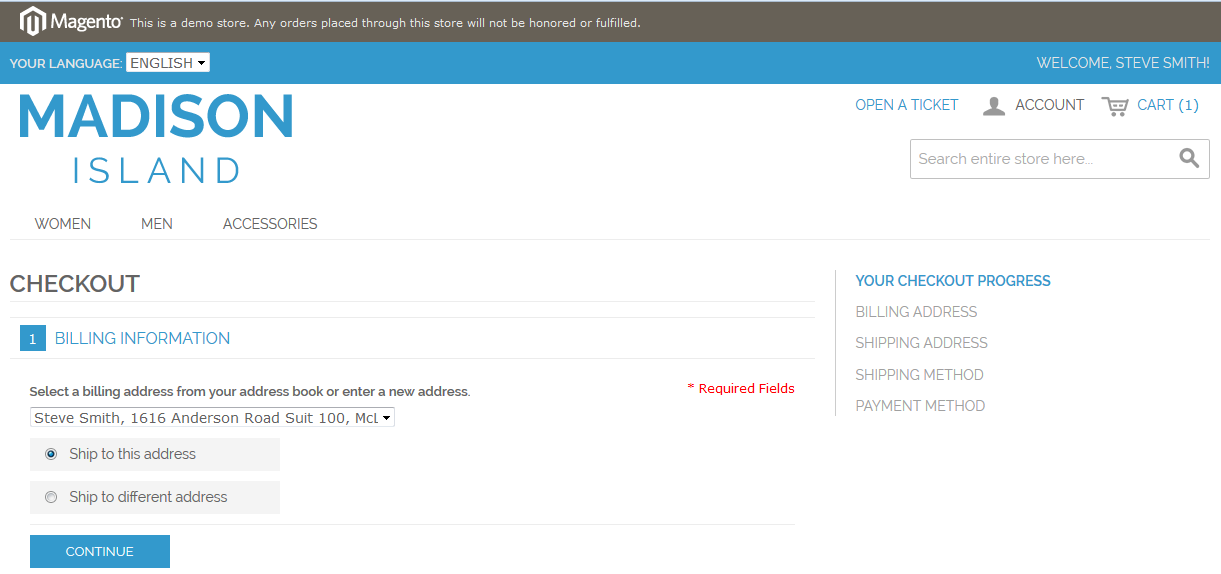 Magento® This is a demo store. Any orders placed through this store will not be honored or fulfilled.
YOUR LANGUAGE: ENGLISH WELCOME, STEVE SMITH!
MADISON
ISLAND
OPEN A TICKET ACCOUNT CART (1)
Search entire store here...
WOMEN MEN ACCESSORIES
CHECKOUT
1 BILLING INFORMATION
Select a billing address from your address book or enter a new address.
* Required Fields
Steve Smith, 1616 Anderson Road Suit 100, McL
Ship to this address
Ship to different address
CONTINUE
YOUR CHECKOUT PROGRESS
BILLING ADDRESS
SHIPPING ADDRESS
SHIPPING METHOD
PAYMENT METHOD